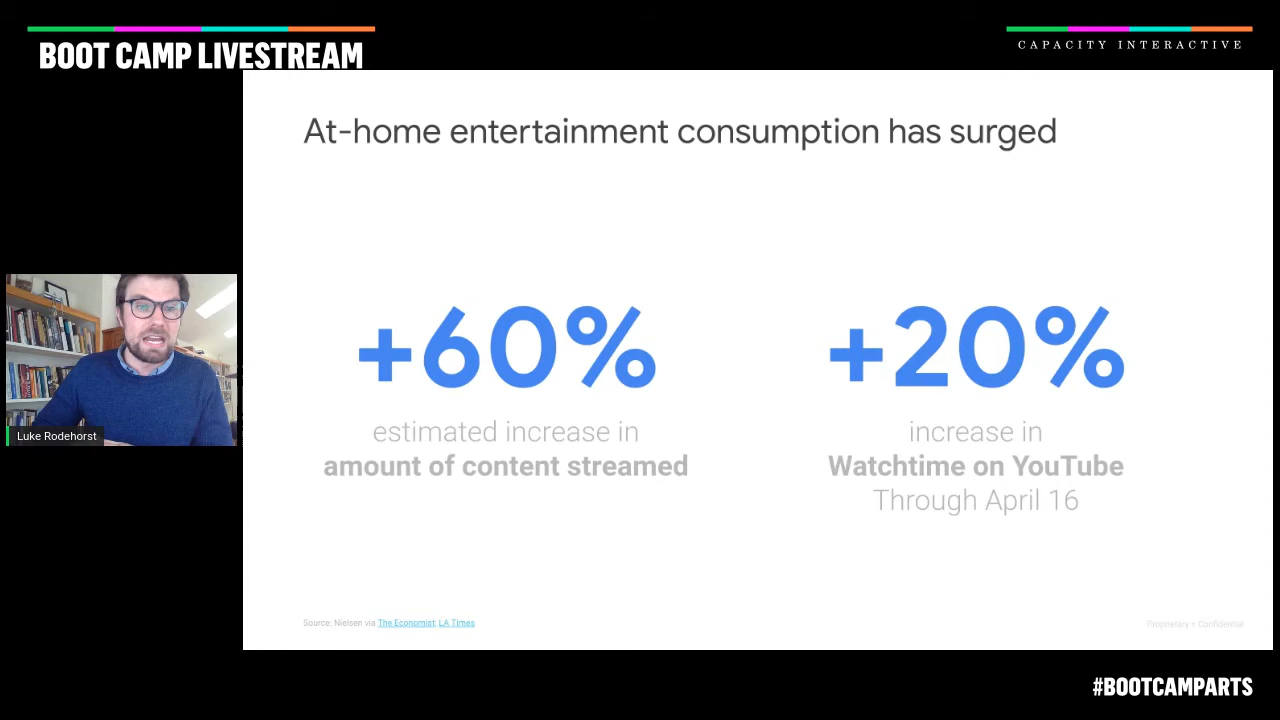 BOOT CAMP LIVESTREAM
CAPACITY INTERACTIVE
At-home entertainment consumption has surged
+60%
estimated increase in
amount of content streamed
+20%
increase in
Watchtime on YouTube
Through April 16
Luke Rodehorst
Source: Nielsen via The Economist; LA Times
Proprietary + Confidential
#BOOTCAMPARTS